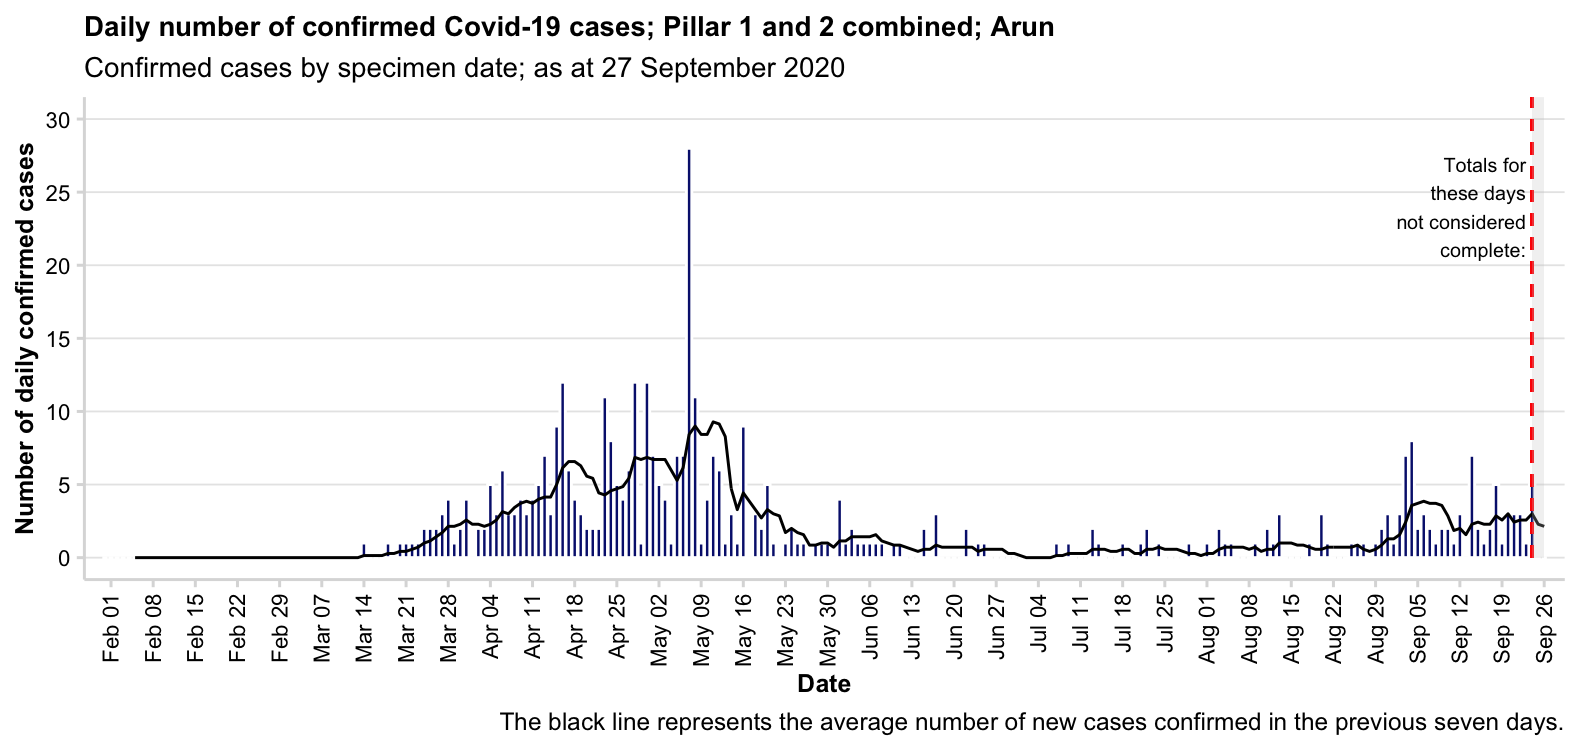 Daily number of confirmed Covid-19 cases; Pillar 1 and 2 combined; Arun
Confirmed cases by specimen date; as at 27 September 2020
Number of daily confirmed cases
30
25
20
15
10
5
0
Totals for
these days
not considered
complete:
Feb 01
Feb 08
Feb 15
Feb 22
Feb 29
Mar 07
Mar 14
Mar 21
Mar 28
Apr 04
Apr 11
Apr 18
Apr 25
May 02
May 09
May 16
May 23
May 30
Jun 06
Jun 13
Jun 20
Jun 27
Jul 04
Jul 11
Jul 18
Jul 25
Aug 01
Aug 08
Aug 15
Aug 22
Aug 29
Sep 05
Sep 12
Sep 19
Sep 26
Date
The black line represents the average number of new cases confirmed in the previous seven days.